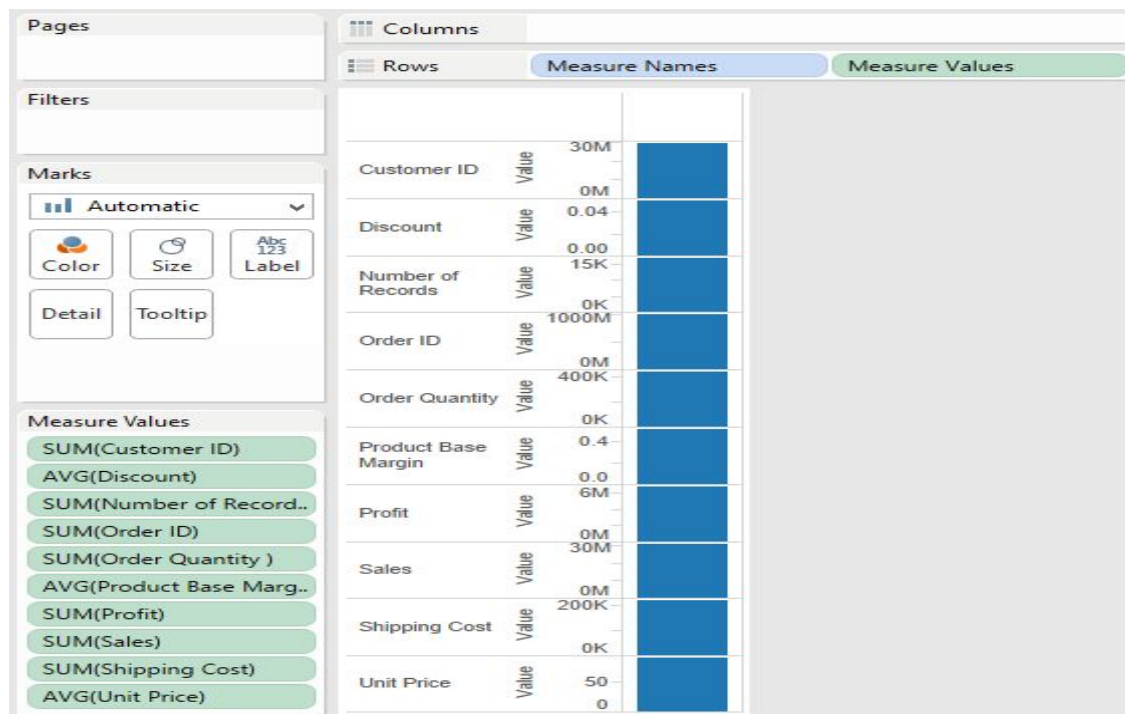 Pages
Columns
Rows
Measure Names
Measure Values
Filters
Marks
Automatic
Color
Size
Abc
123
Label
Detail
Tooltip
Measure Values
SUM(Customer ID)
AVG(Discount)
SUM(Number of Record..
SUM(Order ID)
SUM(Order Quantity )
AVG(Product Base Marg..
SUM(Profit)
SUM(Sales)
SUM(Shipping Cost)
AVG(Unit Price)
Customer ID
Value
30M
0M
Discount
Value
0.04
0.00
Number of
Records
Value
15K
0K
Order ID
Value
1000M
0M
Order Quantity
Value
400K
0K
Product Base
Margin
Value
0.4
0.0
Profit
Value
6M
0M
Sales
Value
30M
0M
Shipping Cost
Value
200K
0K
Unit Price
Value
50
0